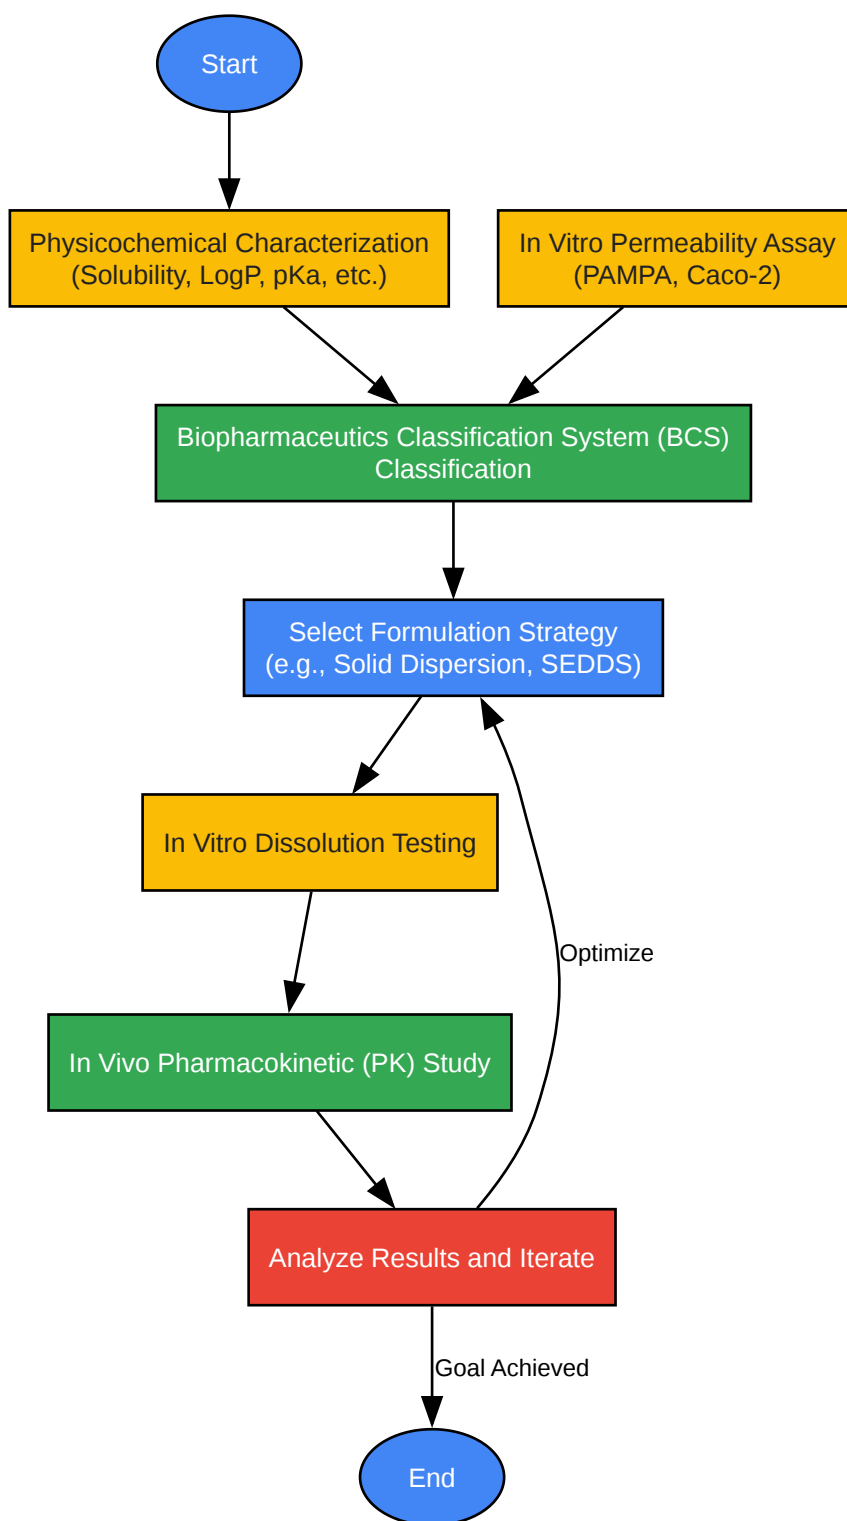 Start
Physicochemical Characterization
(Solubility, LogP, pKa, etc.)
In Vitro Permeability Assay
(PAMPA, Caco-2)
Biopharmaceutics Classification System (BCS)
Classification
Select Formulation Strategy
(e.g., Solid Dispersion, SEDDS)
In Vitro Dissolution Testing
Optimize
In Vivo Pharmacokinetic (PK) Study
Analyze Results and Iterate
Goal Achieved
End